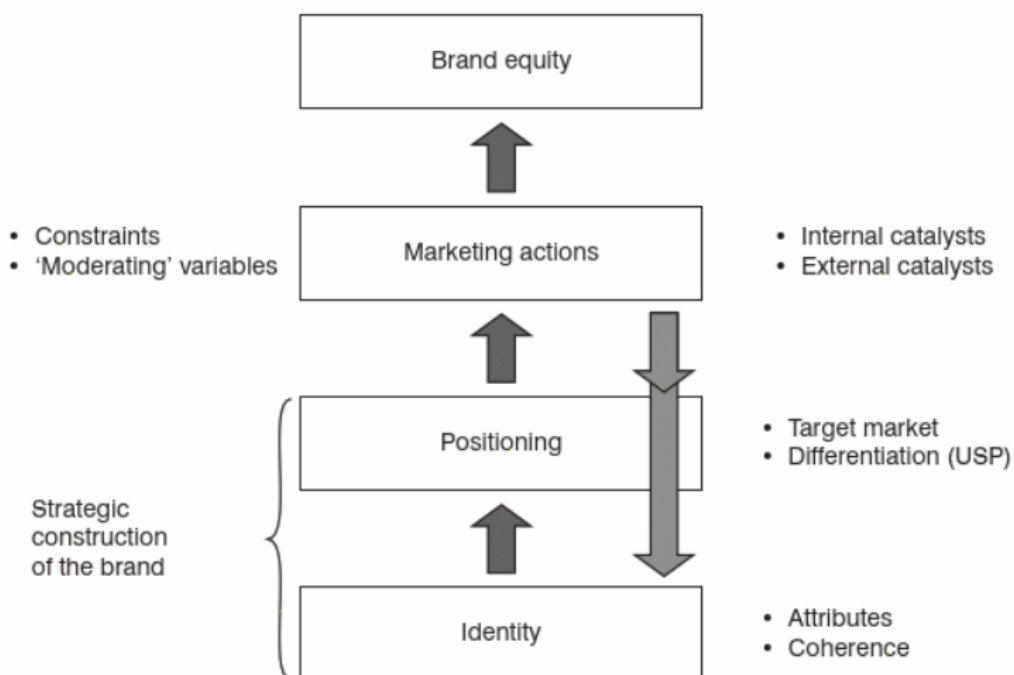 Brand equity
• Constraints
• ‘Moderating’ variables
Marketing actions
• Internal catalysts
• External catalysts
Positioning
• Target market
• Differentiation (USP)
Strategic
construction
of the brand
Identity
• Attributes
• Coherence